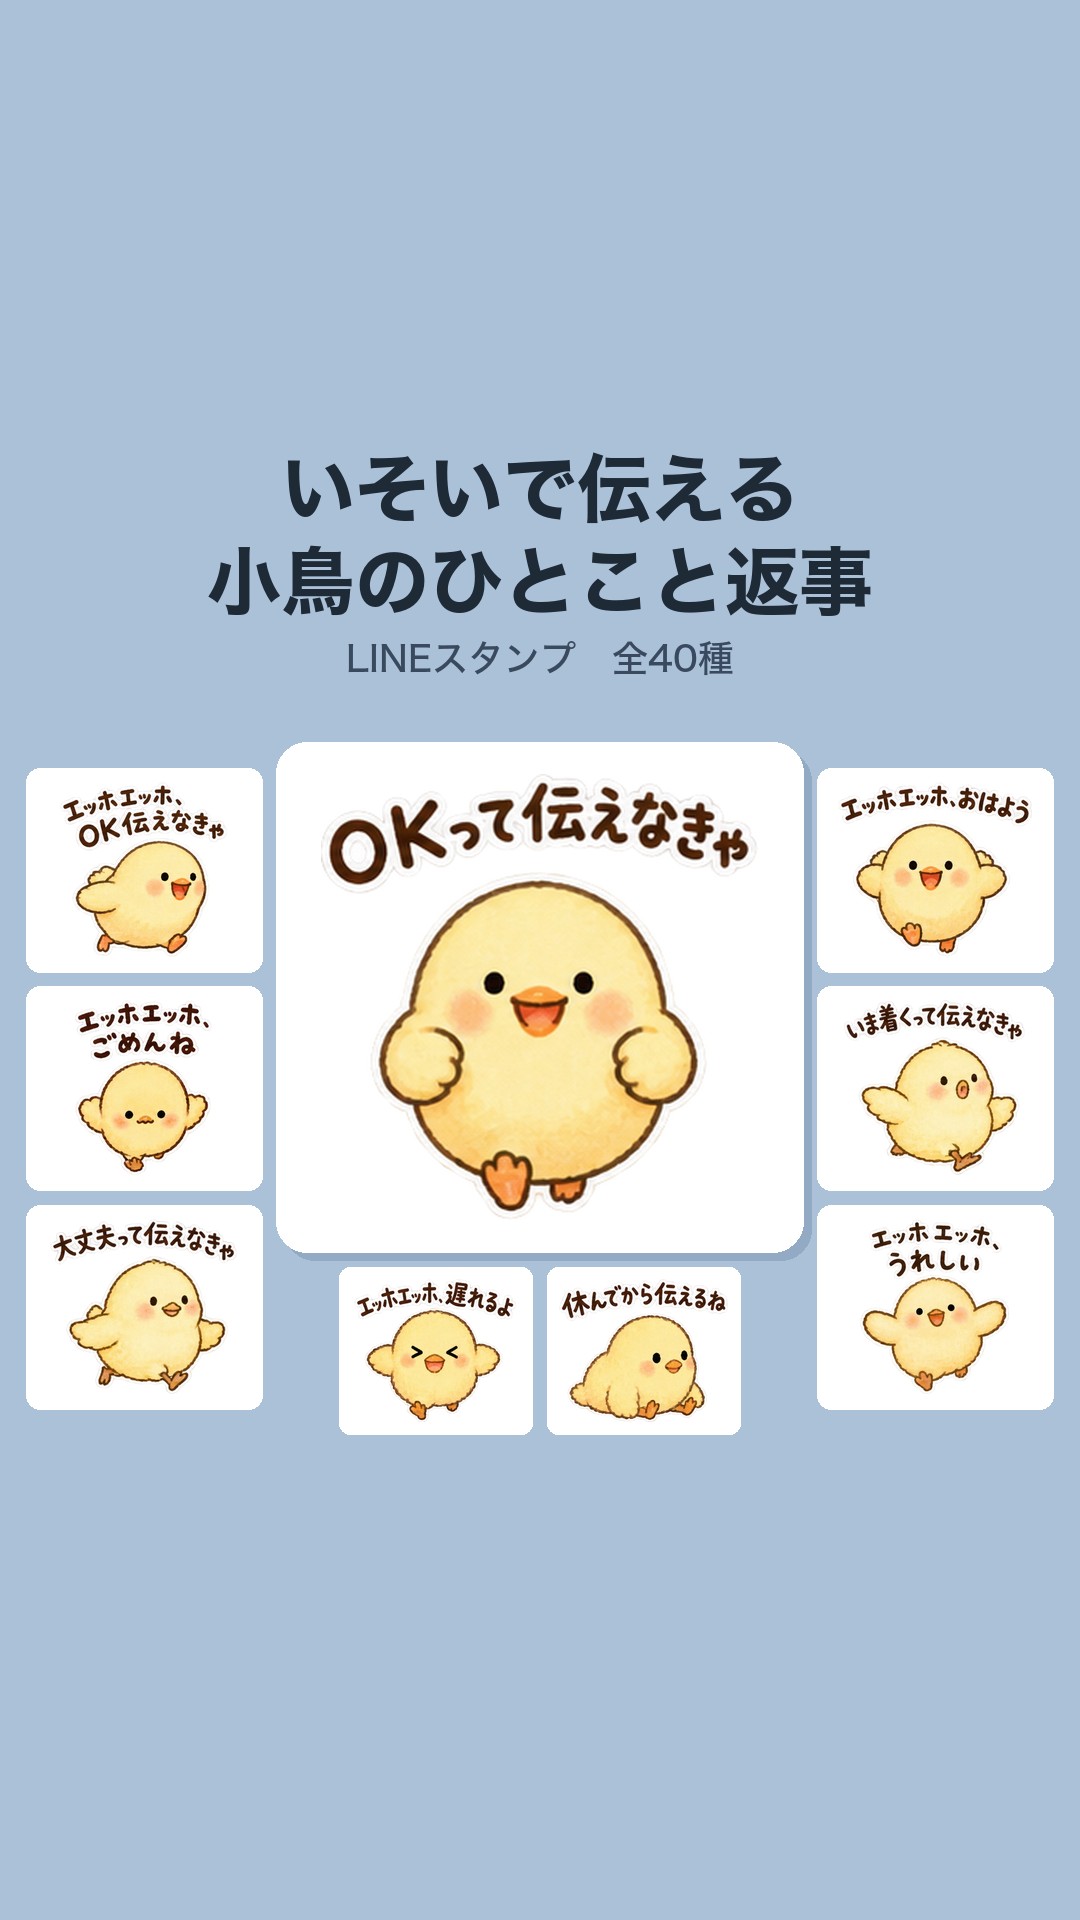 いそいで伝える
小鳥のひとこと返事
LINEスタンプ　全40種
エッホエッホ、
OK伝えなきゃ
OKって伝えなきゃ
エッホエッホ、おはよう
エッホエッホ、
ごめんね
いま着くって伝えなきゃ
大丈夫って伝えなきゃ
エッホエッホ、遅れるよ
休んでから伝えるね
エッホ エッホ、
うれしい